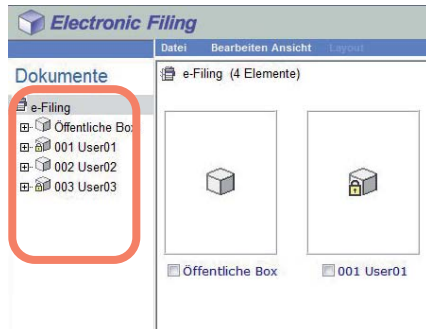 Electronic Filing
Datei Bearbeiten Ansicht Layout
Dokumente
e-Filing (4 Elemente)
e-Filing
Öffentliche Box
001 User01
002 User02
003 User03
Öffentliche Box
001 User01